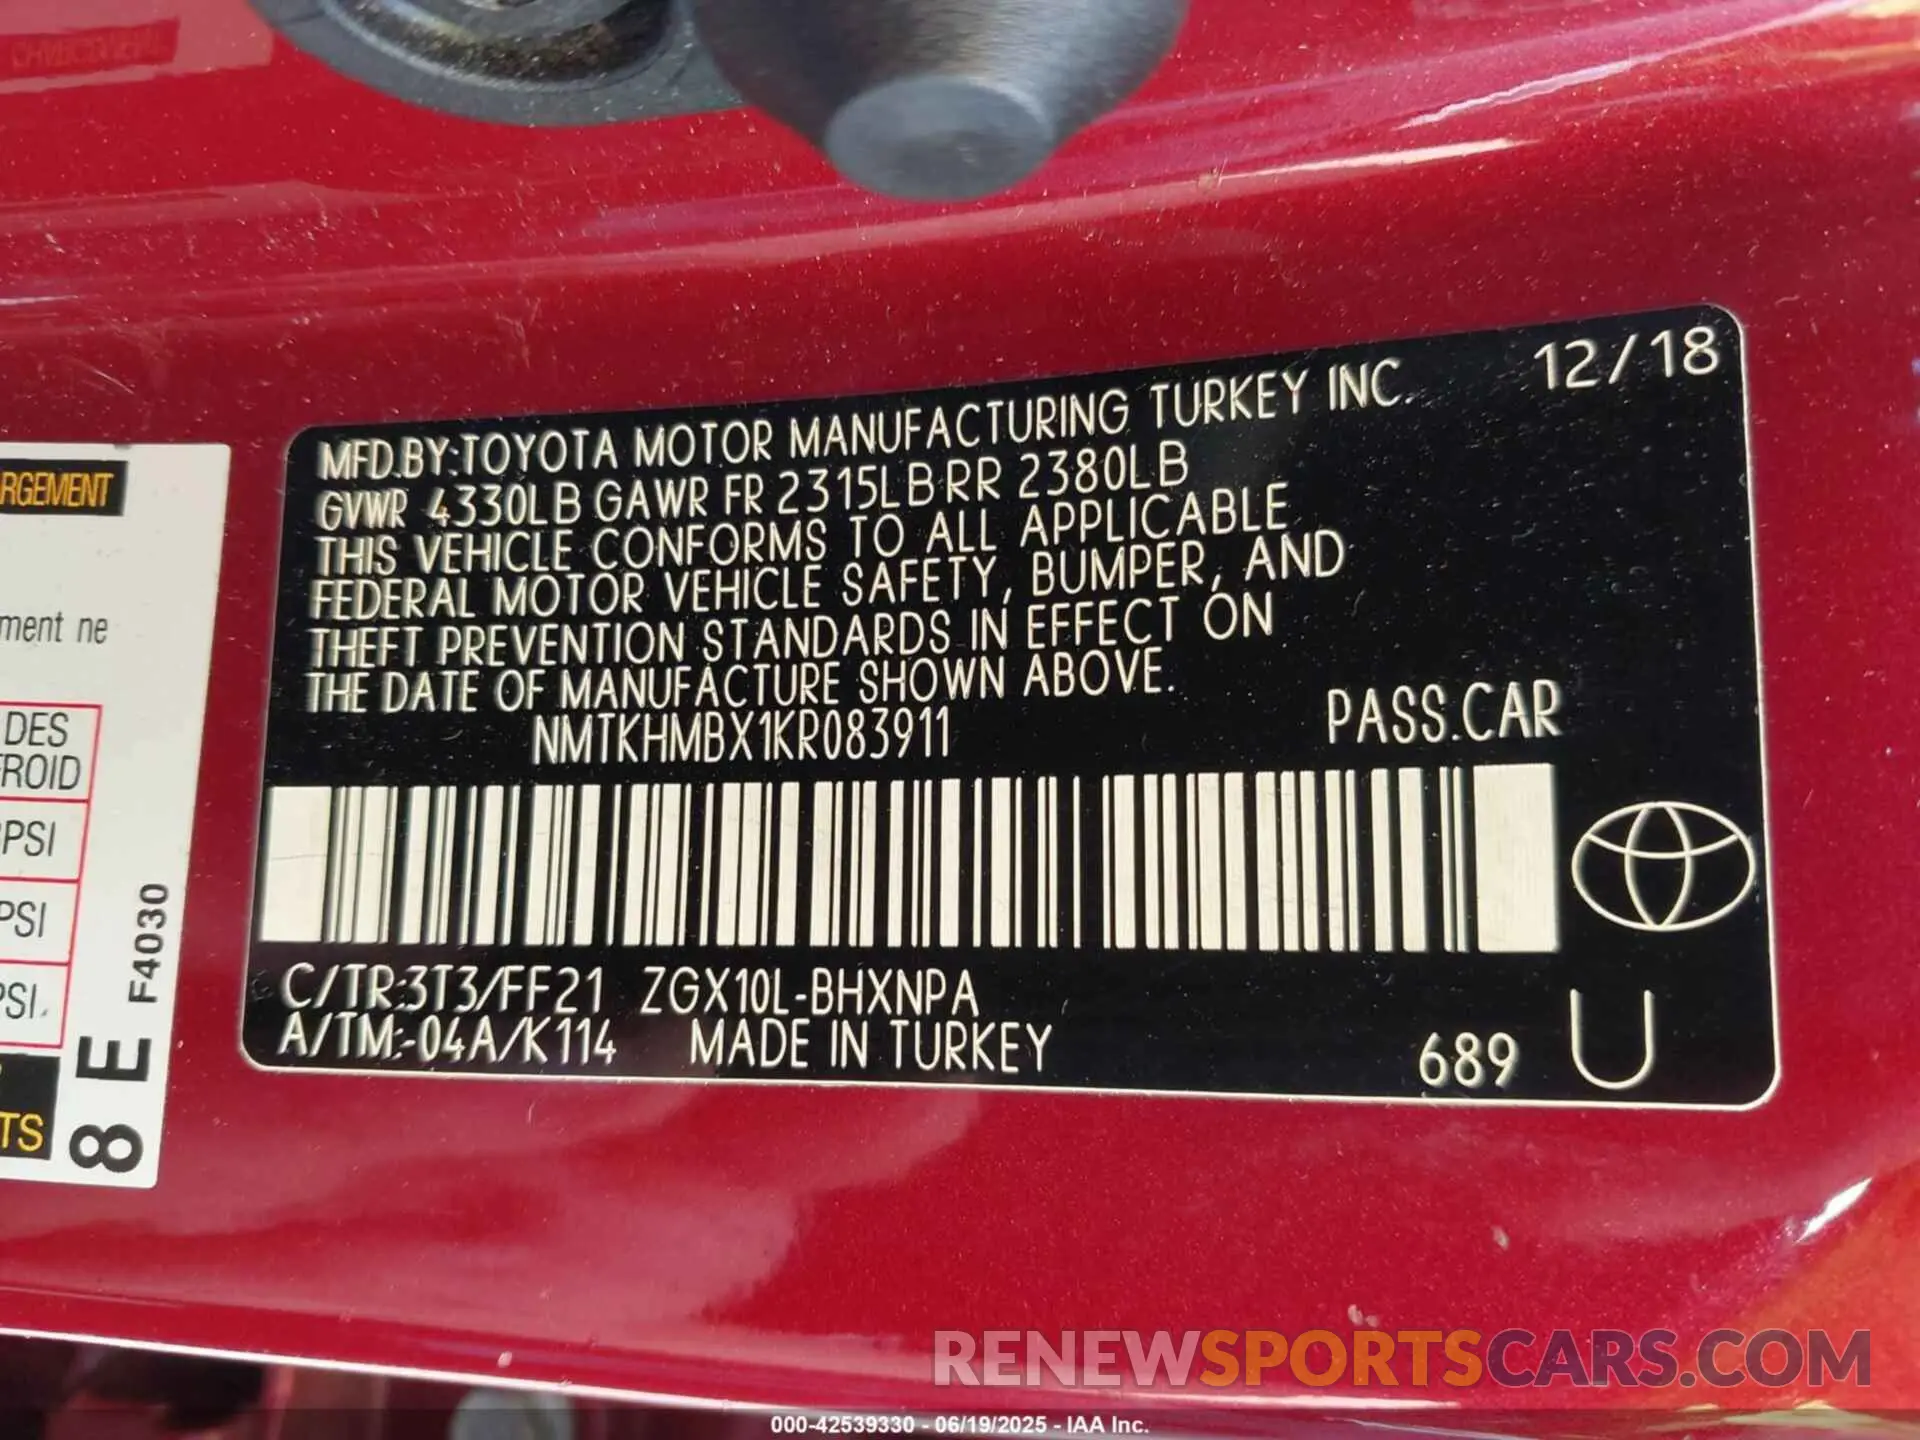 12/18
MFD.BY:TOYOTA MOTOR MANUFACTURING TURKEY INC.
GVWR 4330LB GAWR FR 2315LB RR 2380LB
THIS VEHICLE CONFORMS TO ALL APPLICABLE
FEDERAL MOTOR VEHICLE SAFETY, BUMPER, AND
THEFT PREVENTION STANDARDS IN EFFECT ON
THE DATE OF MANUFACTURE SHOWN ABOVE.
NMTKHMBX1KR083911
PASS.CAR
C/TR:3T3/FF21 ZGX10L-BHXNPA
A/TM:-04A/K114 MADE IN TURKEY
689 U
RGEMENT
ment ne
DES
ROID
PSI
PSI
PSI
TS
8 E F4030
RENEWSPORTSCARS.COM
000-42539330 - 06/19/2025 - IAA Inc.